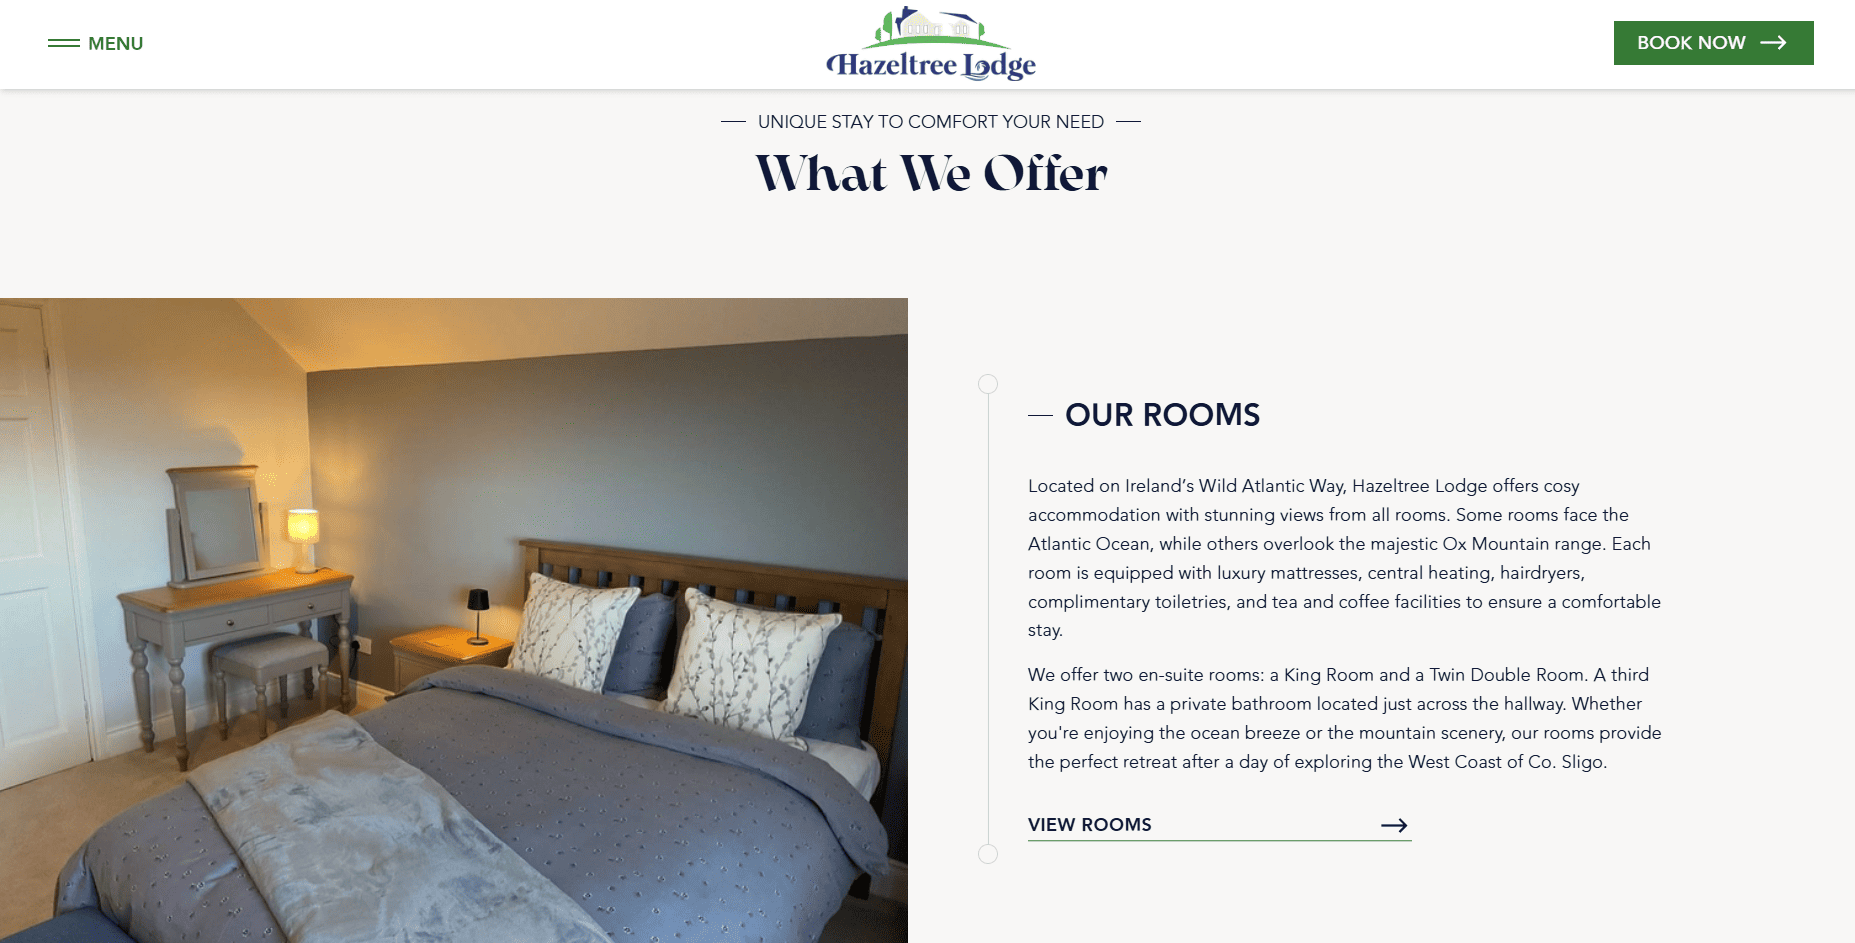 MENU
Hazeltree Lodge
BOOK NOW
UNIQUE STAY TO COMFORT YOUR NEED
What We Offer
OUR ROOMS
Located on Ireland’s Wild Atlantic Way, Hazeltree Lodge offers cosy
accommodation with stunning views from all rooms. Some rooms face the
Atlantic Ocean, while others overlook the majestic Ox Mountain range. Each
room is equipped with luxury mattresses, central heating, hairdryers,
complimentary toiletries, and tea and coffee facilities to ensure a comfortable
stay.
We offer two en-suite rooms: a King Room and a Twin Double Room. A third
King Room has a private bathroom located just across the hallway. Whether
you're enjoying the ocean breeze or the mountain scenery, our rooms provide
the perfect retreat after a day of exploring the West Coast of Co. Sligo.
VIEW ROOMS